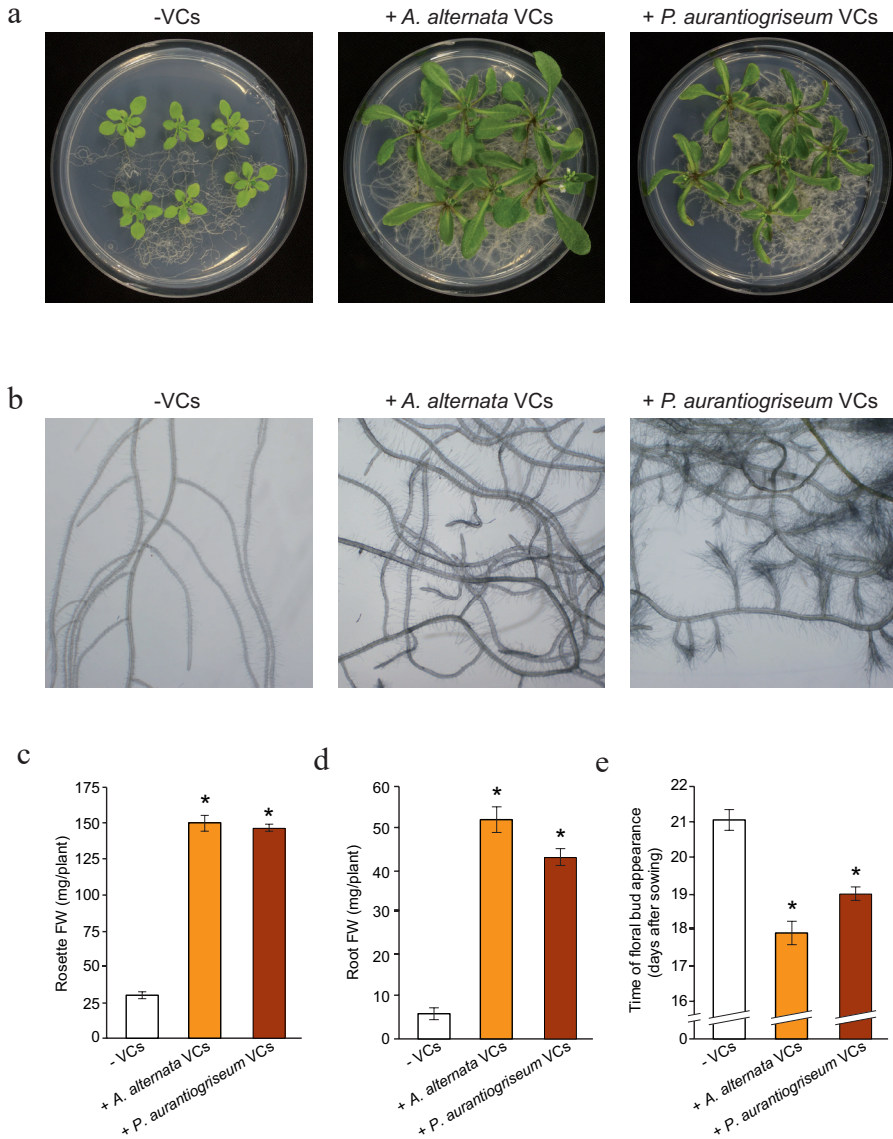 a
-VCs
+ A. alternata VCs
+ P. aurantiogriseum VCs
b
-VCs
+ A. alternata VCs
+ P. aurantiogriseum VCs
c
Rosette FW (mg/plant)
175
150
125
100
75
50
25
0
*
*
- VCs
+ A. alternata VCs
+ P. aurantiogriseum VCs
d
Root FW (mg/plant)
60
50
40
30
20
10
0
*
*
- VCs
+ A. alternata VCs
+ P. aurantiogriseum VCs
e
Time of floral bud appearance
(days after sowing)
22
21
20
19
18
17
16
0
*
*
- VCs
+ A. alternata VCs
+ P. aurantiogriseum VCs